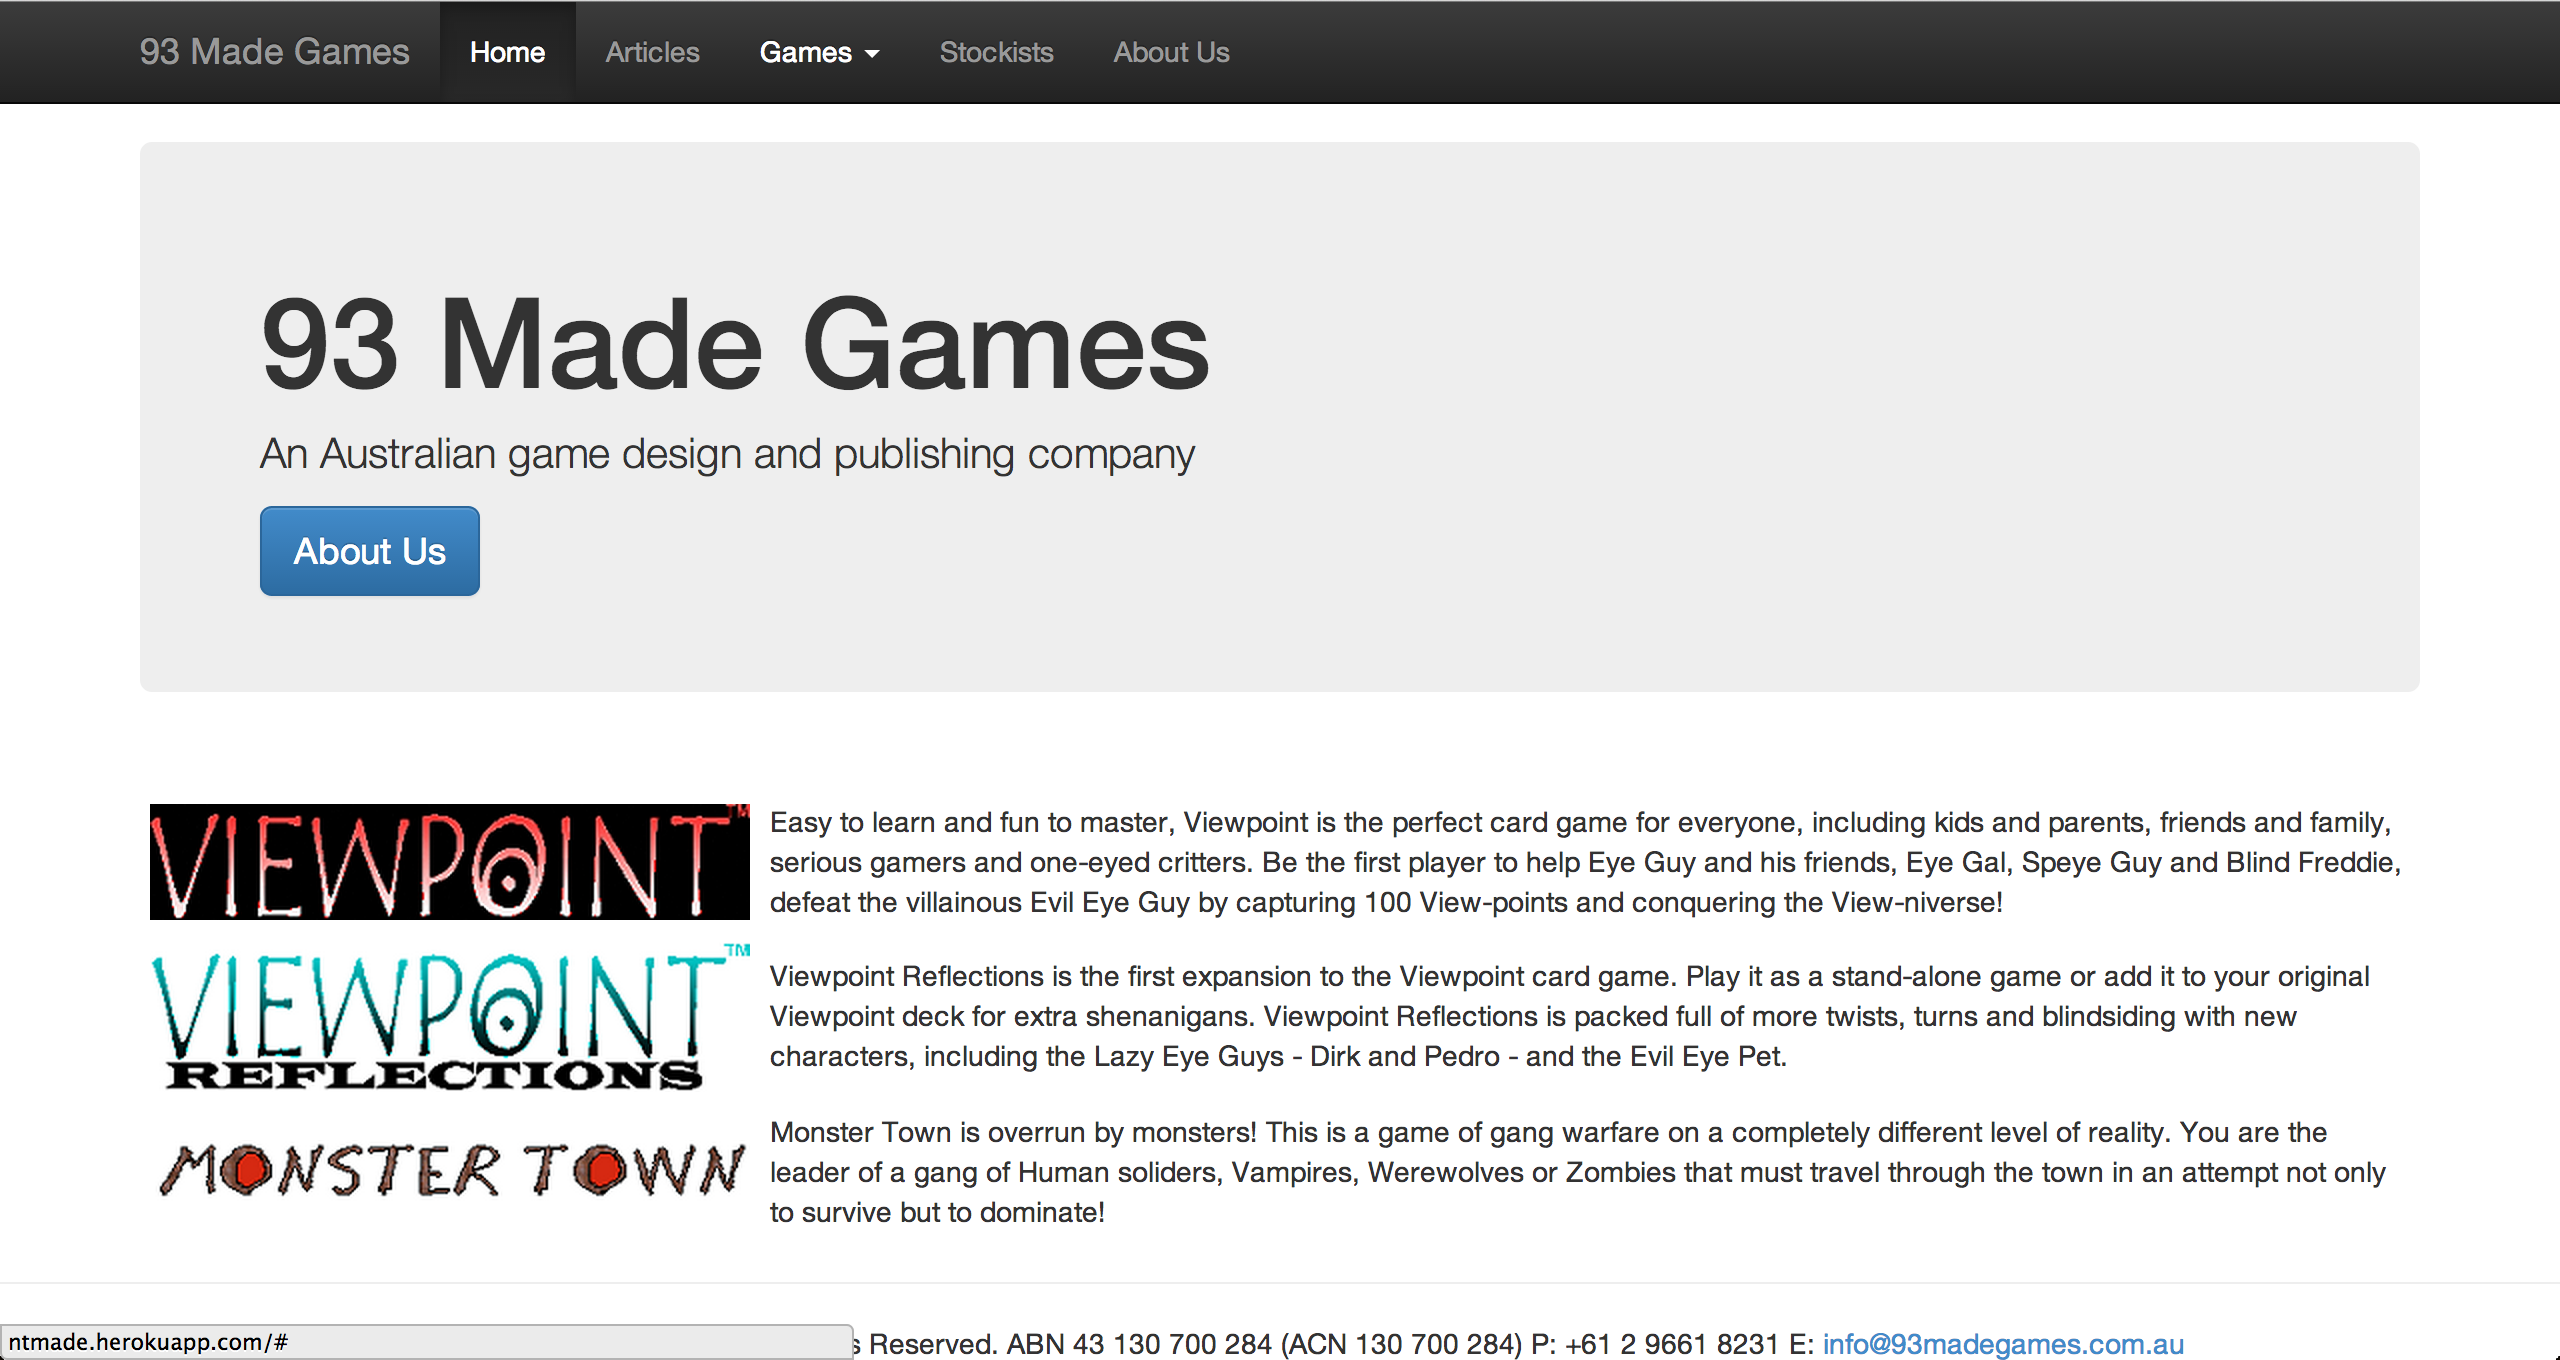 93 Made Games Home Articles Games Stockists About Us
93 Made Games
An Australian game design and publishing company
About Us
VIEWPOINT™
Easy to learn and fun to master, Viewpoint is the perfect card game for everyone, including kids and parents, friends and family,
serious gamers and one-eyed critters. Be the first player to help Eye Guy and his friends, Eye Gal, Speye Guy and Blind Freddie,
defeat the villainous Evil Eye Guy by capturing 100 View-points and conquering the View-niverse!
VIEWPOINT™
REFLECTIONS
Viewpoint Reflections is the first expansion to the Viewpoint card game. Play it as a stand-alone game or add it to your original
Viewpoint deck for extra shenanigans. Viewpoint Reflections is packed full of more twists, turns and blindsiding with new
characters, including the Lazy Eye Guys - Dirk and Pedro - and the Evil Eye Pet.
MONSTER TOWN
Monster Town is overrun by monsters! This is a game of gang warfare on a completely different level of reality. You are the
leader of a gang of Human soliders, Vampires, Werewolves or Zombies that must travel through the town in an attempt not only
to survive but to dominate!
ntmade.herokuapp.com/#
s Reserved. ABN 43 130 700 284 (ACN 130 700 284) P: +61 2 9661 8231 E: info@93madegames.com.au